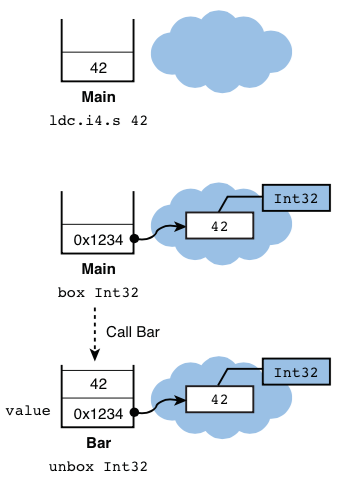 42
Main
ldc.i4.s 42
Int32
42
0x1234
Main
box Int32
Call Bar
Int32
42
42
value 0x1234
Bar
unbox Int32